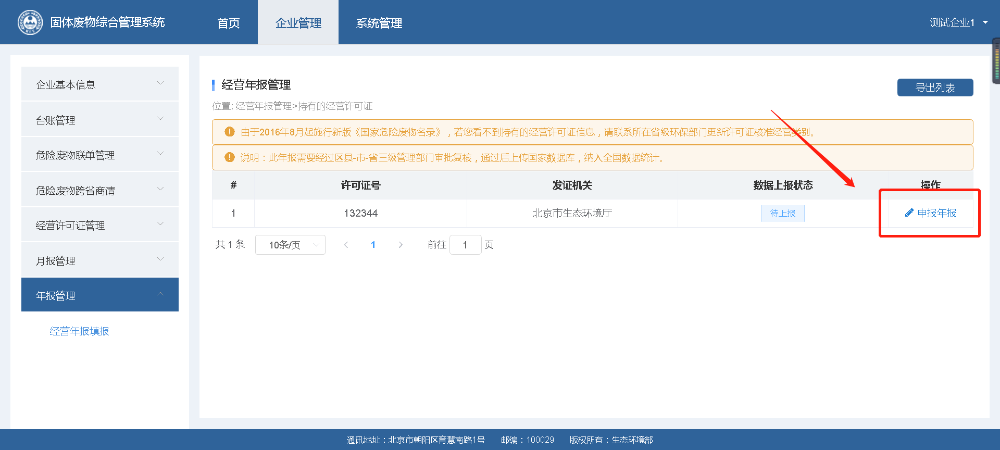 固体废物综合管理系统
首页
企业管理
系统管理
测试企业1
企业基本信息
台账管理
危险废物联单管理
危险废物跨省商请
经营许可证管理
月报管理
年报管理
经营年报填报
经营年报管理
导出列表
位置: 经营年报管理>持有的经营许可证
由于2016年8月起施行新版《国家危险废物名录》，若您看不到持有的经营许可证信息，请联系所在省级环保部门更新许可证核准经营类别。
说明：此年报需要经过区县-市-省三级管理部门审批复核，通过后上传国家数据库，纳入全国数据统计。
# 许可证号 发证机关 数据上报状态 操作
1 132344 北京市生态环境厅 待上报 申报年报
共 1 条 10条/页 1 前往 1 页
通讯地址：北京市朝阳区育慧南路1号 邮编：100029 版权所有：生态环境部